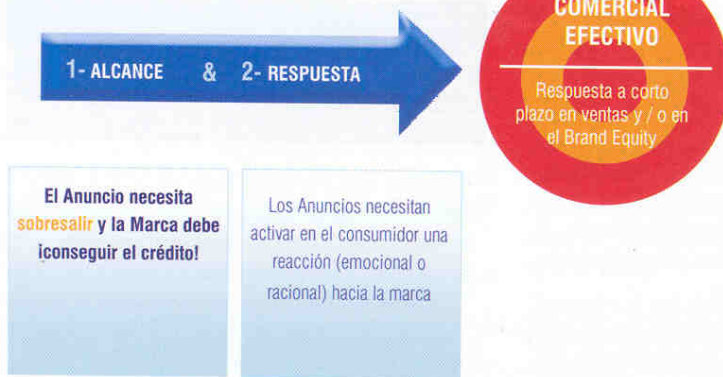 1- ALCANCE & 2- RESPUESTA
COMERCIAL
EFECTIVO
Respuesta a corto
plazo en ventas y / o en
el Brand Equity
El Anuncio necesita
sobresalir y la Marca debe
¡conseguir el crédito!
Los Anuncios necesitan
activar en el consumidor una
reacción (emocional o
racional) hacia la marca